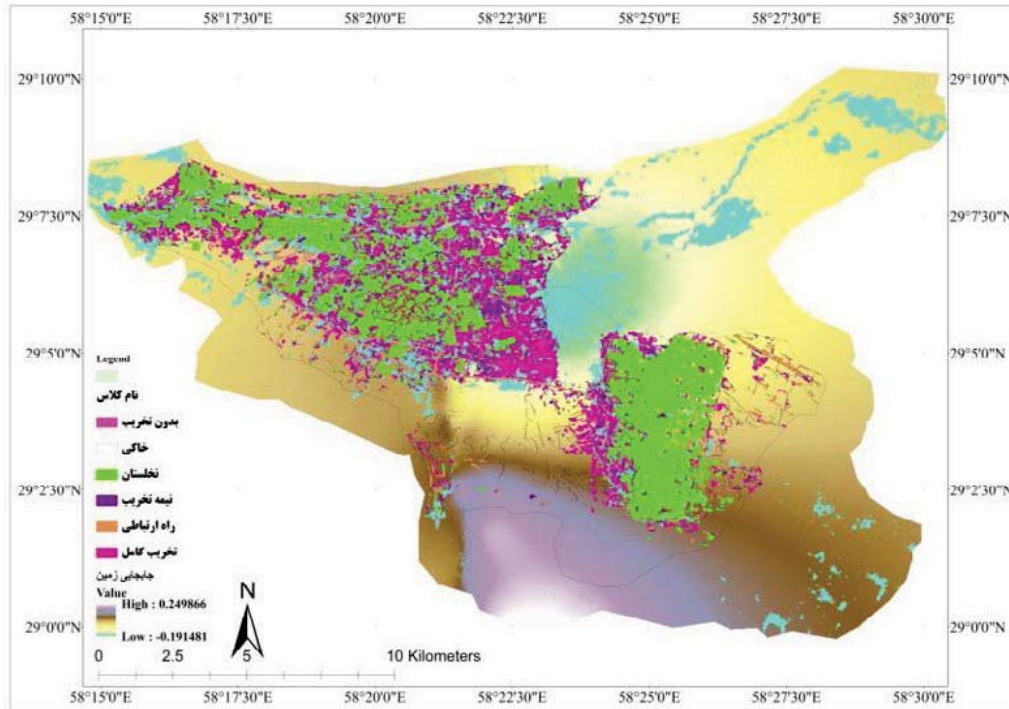 58°15'0"E 58°17'30"E 58°20'0"E 58°22'30"E 58°25'0"E 58°27'30"E 58°30'0"E
29°10'0"N 29°10'0"N
29°7'30"N 29°7'30"N
29°5'0"N 29°5'0"N
Legend
نام کلاس
بدون تخریب
خاکی
نخلستان
29°2'30"N 29°2'30"N
نیمه تخریب
راه ارتباطی
تخریب کامل
جابجایی زمین
Value
High : 0.249866
N
Low : -0.191481
29°0'0"N 29°0'0"N
0 2.5 5 10 Kilometers
58°15'0"E 58°17'30"E 58°20'0"E 58°22'30"E 58°25'0"E 58°27'30"E 58°30'0"E